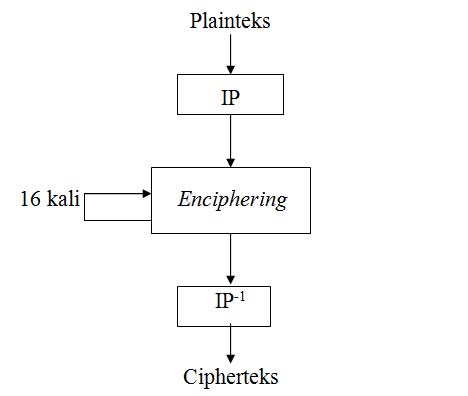 Plainteks
IP
16 kali
Enciphering
IP⁻¹
Cipherteks